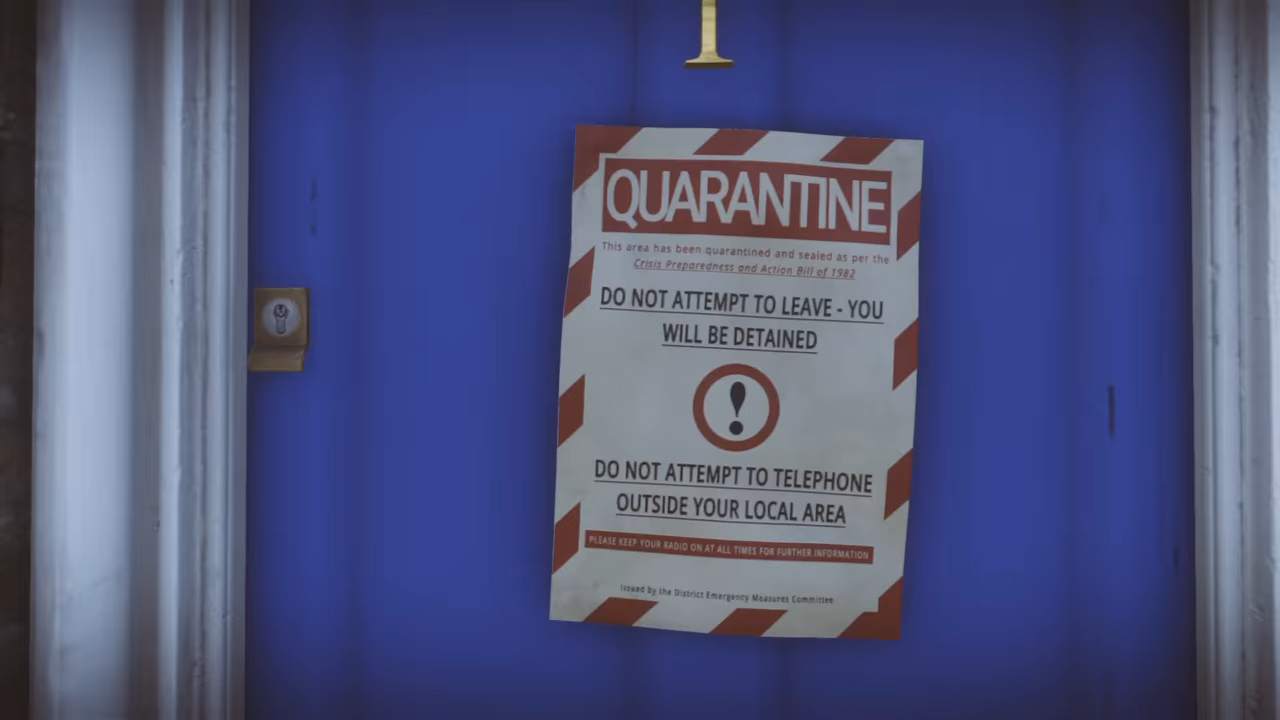 QUARANTINE
This area has been quarantined and sealed as per the
Crisis Preparedness and Action Bill of 1982
DO NOT ATTEMPT TO LEAVE - YOU
WILL BE DETAINED
!
DO NOT ATTEMPT TO TELEPHONE
OUTSIDE YOUR LOCAL AREA
PLEASE KEEP YOUR RADIO ON AT ALL TIMES FOR FURTHER INFORMATION
Issued by the District Emergency Measures Committee